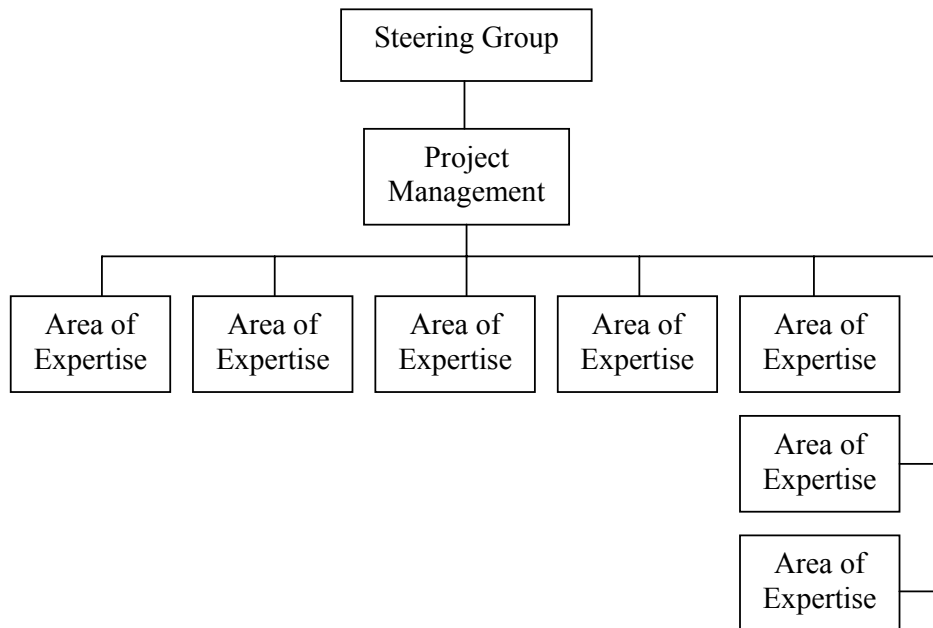 Steering Group
Project
Management
Area of
Expertise
Area of
Expertise
Area of
Expertise
Area of
Expertise
Area of
Expertise
Area of
Expertise
Area of
Expertise